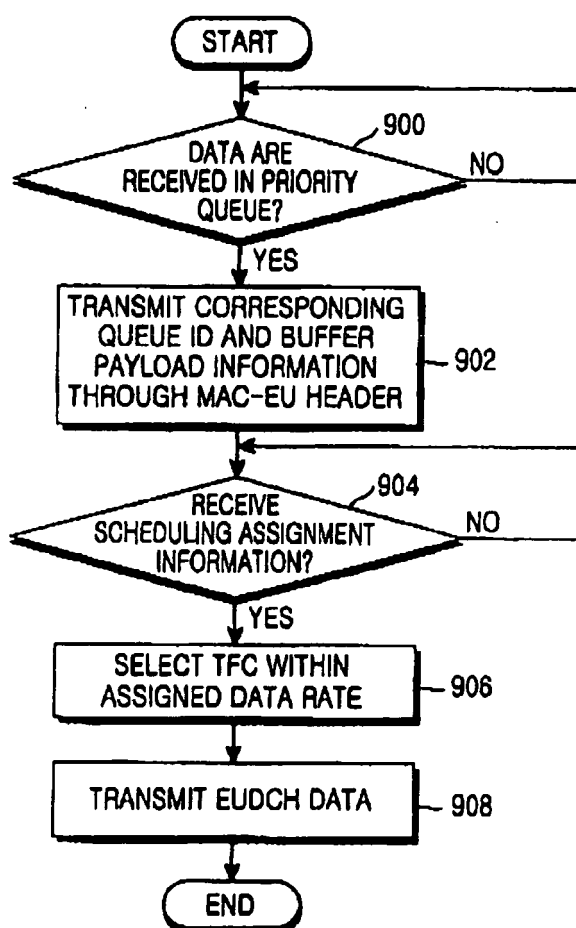 START
900
DATA ARE
RECEIVED IN PRIORITY
QUEUE?
NO
YES
TRANSMIT CORRESPONDING
QUEUE ID AND BUFFER
PAYLOAD INFORMATION
THROUGH MAC-EU HEADER
902
904
RECEIVE
SCHEDULING ASSIGNMENT
INFORMATION?
NO
YES
SELECT TFC WITHIN
ASSIGNED DATA RATE
906
TRANSMIT EUDCH DATA
908
END